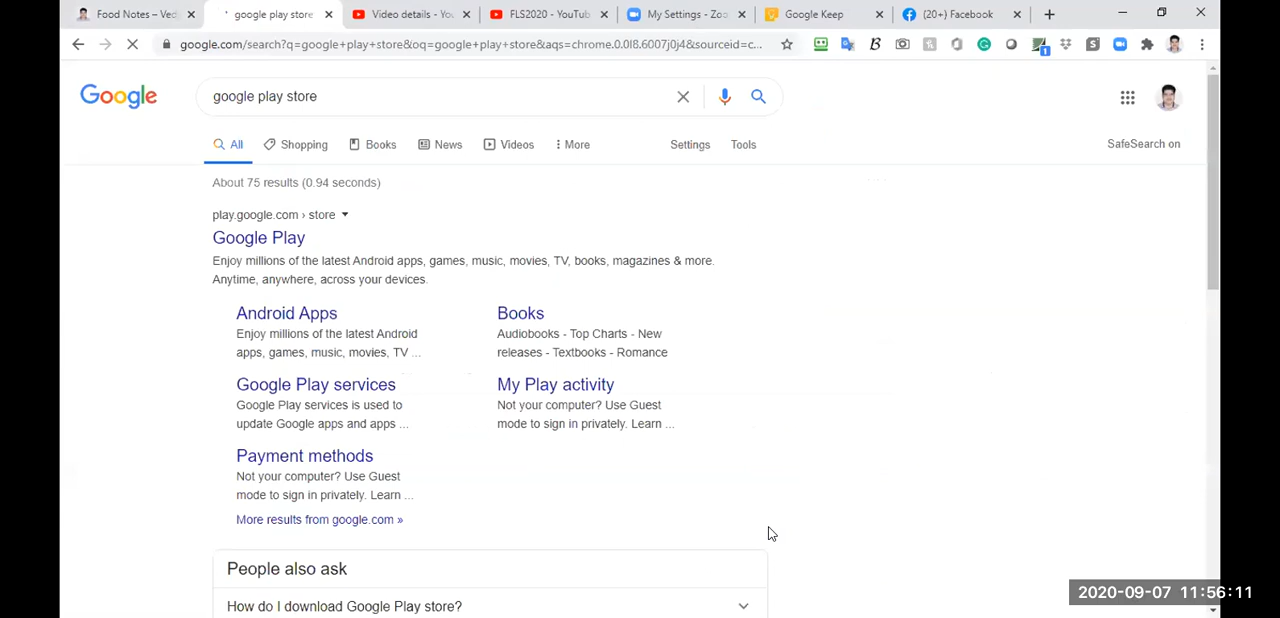 Food Notes – Ved
google play store
Video details - You
FLS2020 - YouTube
My Settings - Zoo
Google Keep
(20+) Facebook
google.com/search?q=google+play+store&oq=google+play+store&aqs=chrome.0.0l8.6007j0j4&sourceid=c...
Google
google play store
All
Shopping
Books
News
Videos
More
Settings
Tools
SafeSearch on
About 75 results (0.94 seconds)
play.google.com › store
Google Play
Enjoy millions of the latest Android apps, games, music, movies, TV, books, magazines & more.
Anytime, anywhere, across your devices.
Android Apps
Enjoy millions of the latest Android
apps, games, music, movies, TV ...
Books
Audiobooks - Top Charts - New
releases - Textbooks - Romance
Google Play services
Google Play services is used to
update Google apps and apps ...
My Play activity
Not your computer? Use Guest
mode to sign in privately. Learn ...
Payment methods
Not your computer? Use Guest
mode to sign in privately. Learn ...
More results from google.com »
People also ask
How do I download Google Play store?
2020-09-07 11:56:11